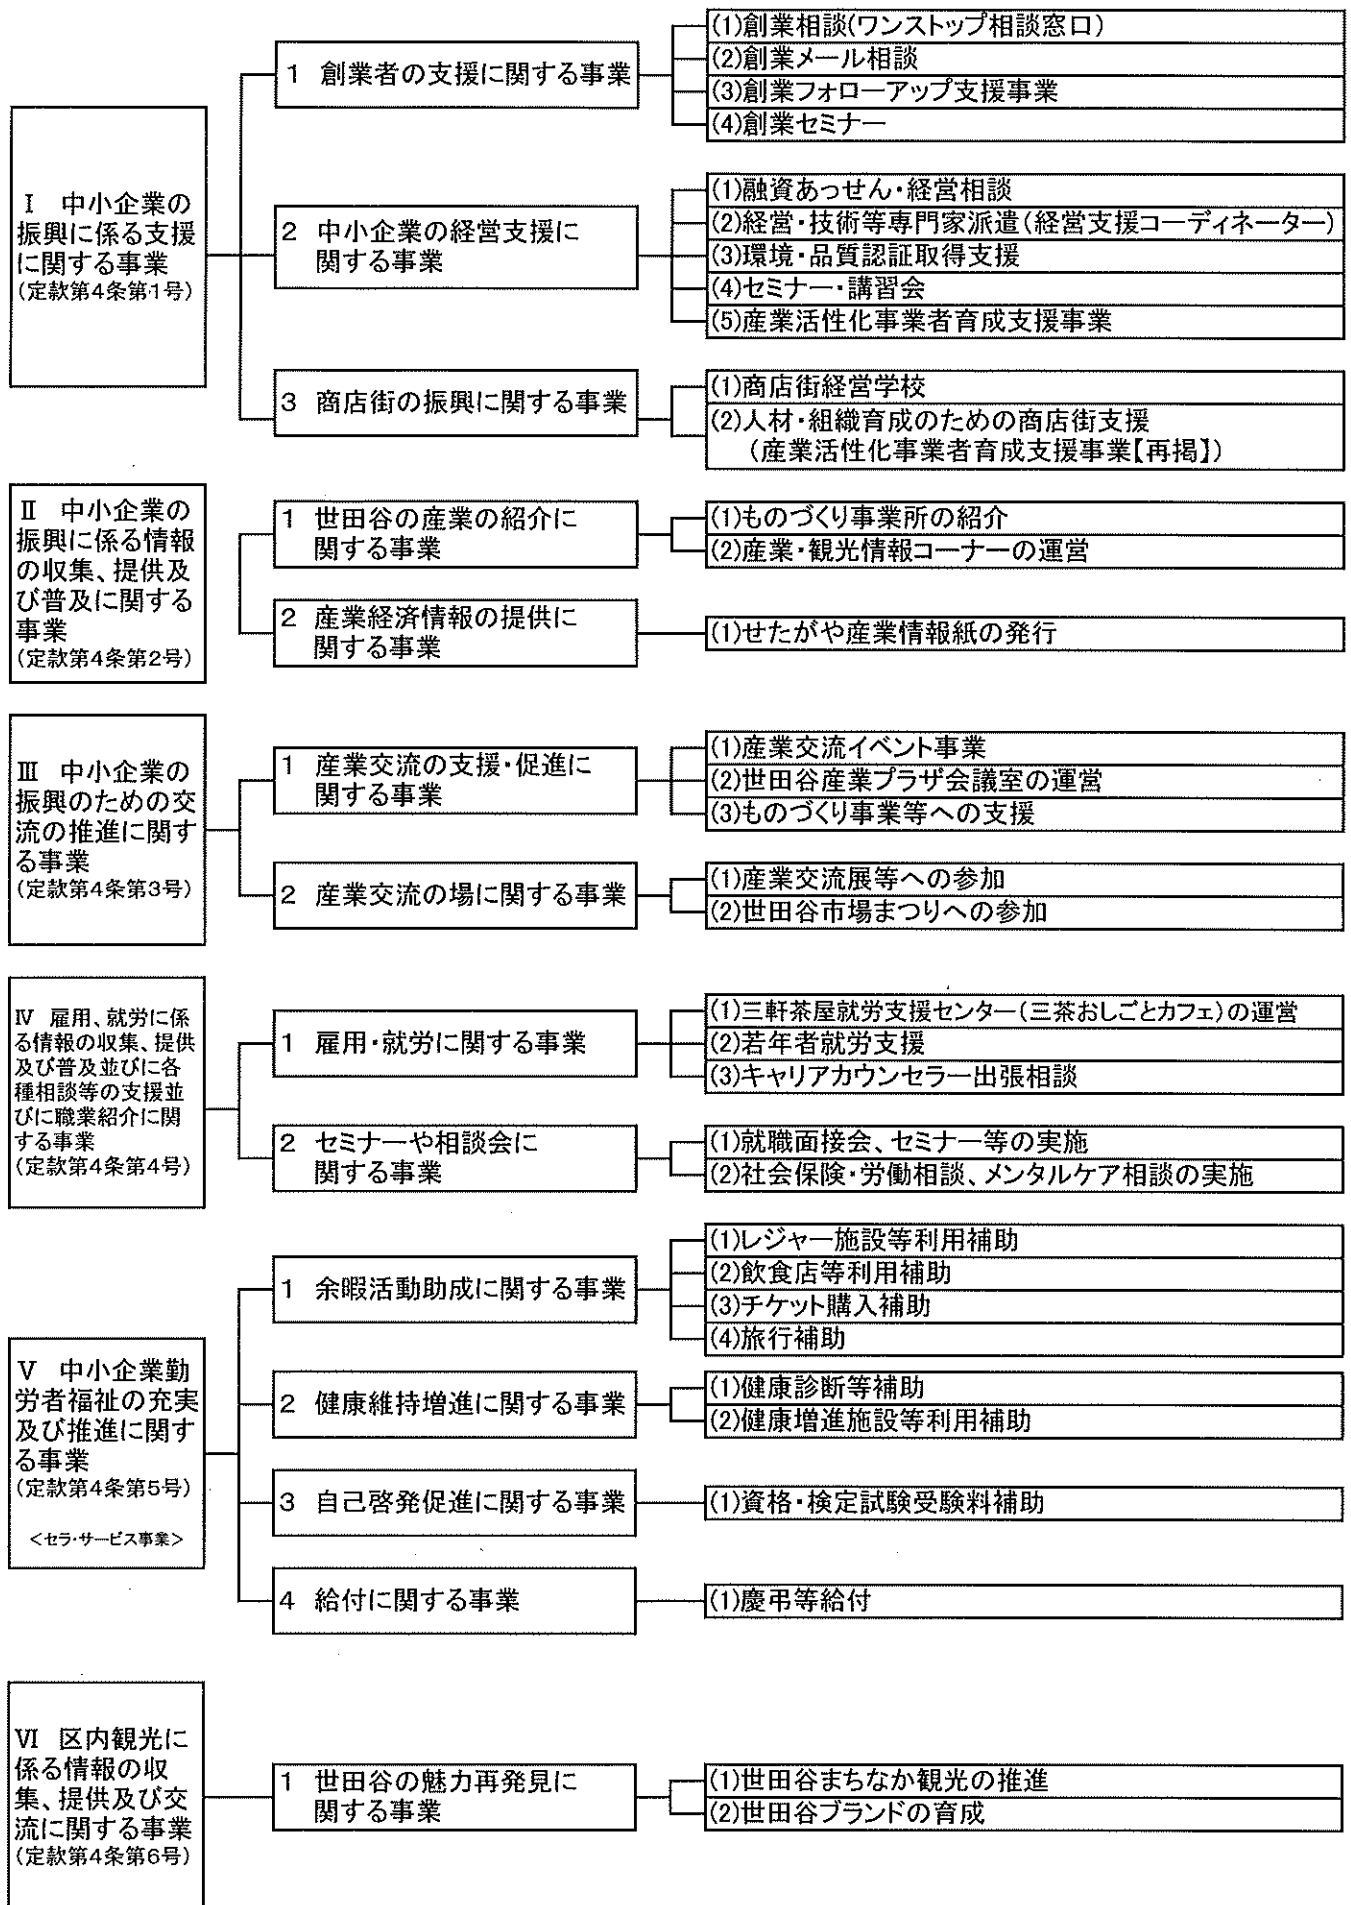 Ⅰ 中小企業の
振興に係る支援
に関する事業
(定款第4条第1号)
1 創業者の支援に関する事業
(1)創業相談(ワンストップ相談窓口)
(2)創業メール相談
(3)創業フォローアップ支援事業
(4)創業セミナー
2 中小企業の経営支援に
関する事業
(1)融資あっせん・経営相談
(2)経営・技術等専門家派遣(経営支援コーディネーター)
(3)環境・品質認証取得支援
(4)セミナー・講習会
(5)産業活性化事業者育成支援事業
3 商店街の振興に関する事業
(1)商店街経営学校
(2)人材・組織育成のための商店街支援
(産業活性化事業者育成支援事業【再掲】)
Ⅱ 中小企業の
振興に係る情報
の収集、提供及
び普及に関する
事業
(定款第4条第2号)
1 世田谷の産業の紹介に
関する事業
(1)ものづくり事業所の紹介
(2)産業・観光情報コーナーの運営
2 産業経済情報の提供に
関する事業
(1)せたがや産業情報紙の発行
Ⅲ 中小企業の
振興のための交
流の推進に関す
る事業
(定款第4条第3号)
1 産業交流の支援・促進に
関する事業
(1)産業交流イベント事業
(2)世田谷産業プラザ会議室の運営
(3)ものづくり事業等への支援
2 産業交流の場に関する事業
(1)産業交流展等への参加
(2)世田谷市場まつりへの参加
Ⅳ 雇用、就労に係
る情報の収集、提供
及び普及並びに各
種相談等の支援並
びに職業紹介に関
する事業
(定款第4条第4号)
1 雇用・就労に関する事業
(1)三軒茶屋就労支援センター(三茶おしごとカフェ)の運営
(2)若年者就労支援
(3)キャリアカウンセラー出張相談
2 セミナーや相談会に
関する事業
(1)就職面接会、セミナー等の実施
(2)社会保険・労働相談、メンタルケア相談の実施
Ⅴ 中小企業勤
労者福祉の充実
及び推進に関す
る事業
(定款第4条第5号)
<セラ・サービス事業>
1 余暇活動助成に関する事業
(1)レジャー施設等利用補助
(2)飲食店等利用補助
(3)チケット購入補助
(4)旅行補助
2 健康維持増進に関する事業
(1)健康診断等補助
(2)健康増進施設等利用補助
3 自己啓発促進に関する事業
(1)資格・検定試験受験料補助
4 給付に関する事業
(1)慶弔等給付
Ⅵ 区内観光に
係る情報の収
集、提供及び交
流に関する事業
(定款第4条第6号)
1 世田谷の魅力再発見に
関する事業
(1)世田谷まちなか観光の推進
(2)世田谷ブランドの育成